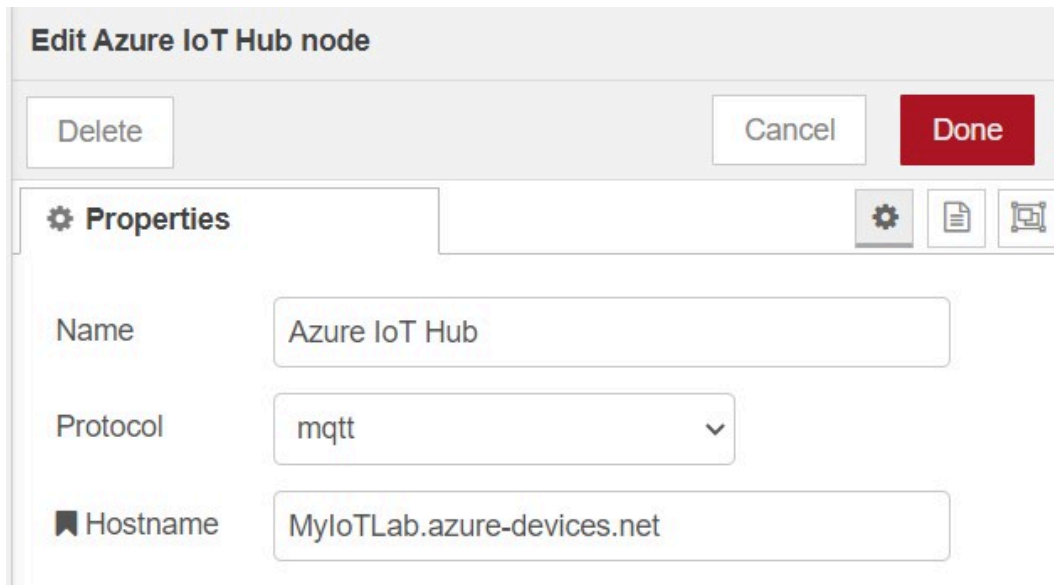 Edit Azure IoT Hub node
Delete Cancel Done
Properties
Name Azure IoT Hub
Protocol mqtt
Hostname MyIoTLab.azure-devices.net